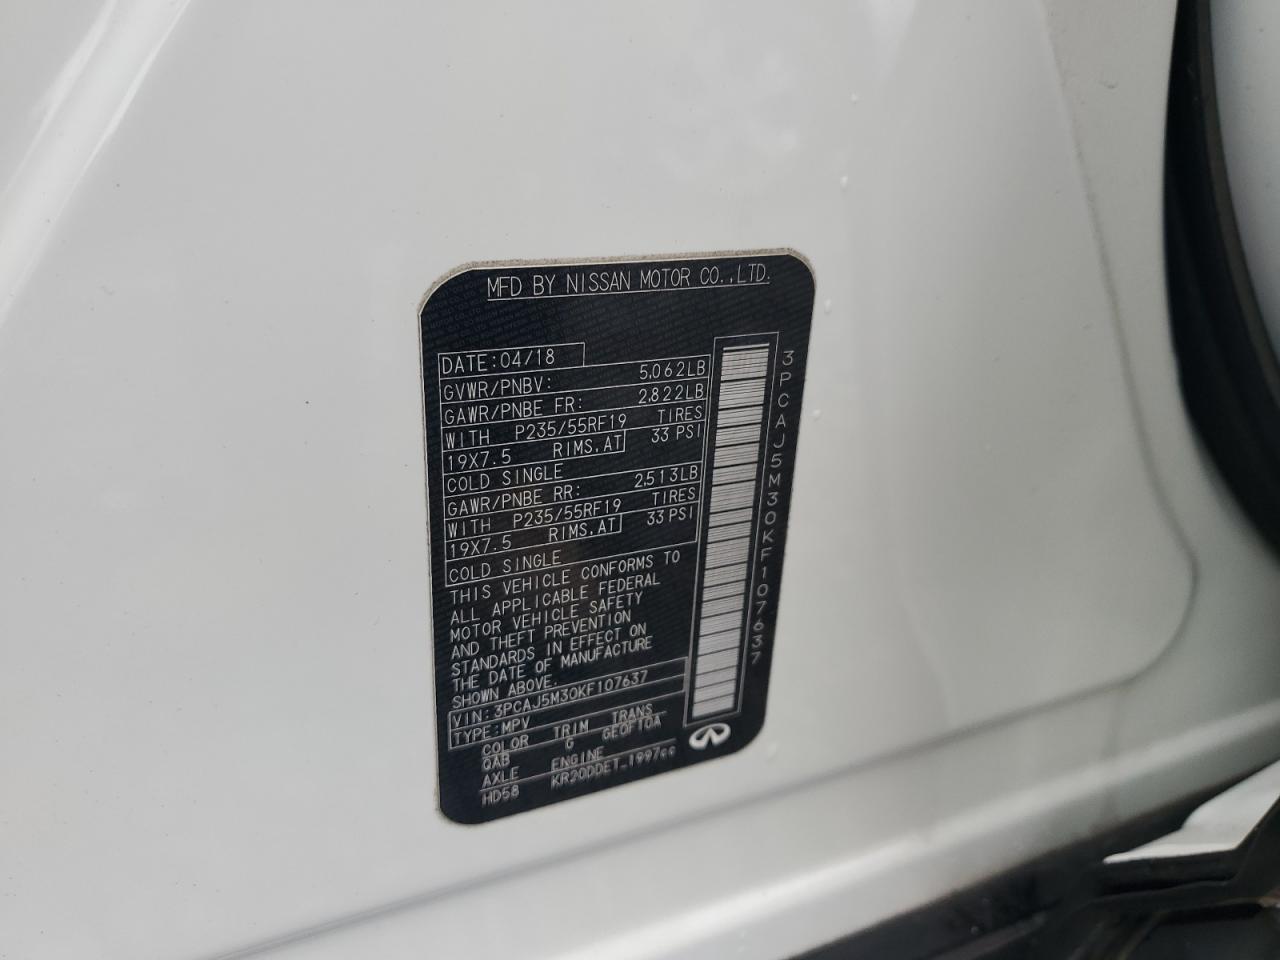 MFD BY NISSAN MOTOR CO.,LTD.
DATE:04/18
GVWR/PNBV: 5,062LB
GAWR/PNBE FR: 2,822LB
WITH P235/55RF19 TIRES
19X7.5 RIMS,AT 33 PSI
COLD SINGLE
GAWR/PNBE RR: 2,513LB
WITH P235/55RF19 TIRES
19X7.5 RIMS,AT 33 PSI
COLD SINGLE
THIS VEHICLE CONFORMS TO
ALL APPLICABLE FEDERAL
MOTOR VEHICLE SAFETY
AND THEFT PREVENTION
STANDARDS IN EFFECT ON
THE DATE OF MANUFACTURE
SHOWN ABOVE.
VIN:3PCAJ5M30KF107637
TYPE:MPV
COLOR TRIM TRANS
QAB G GEOF10A
AXLE ENGINE
HD58 KR20DDET 1997cc
3PCAJ5M30KF107637